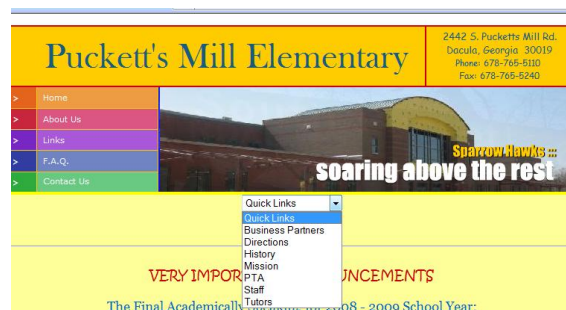 Puckett's Mill Elementary
2442 S. Pucketts Mill Rd.
Dacula, Georgia 30019
Phone: 678-765-5110
Fax: 678-765-5240
> Home
> About Us
> Links
> F.A.Q.
> Contact Us
Sparrow Hawks :::
soaring above the rest
Quick Links
Quick Links
Business Partners
Directions
History
Mission
PTA
Staff
Tutors
VERY IMPOR UNCEMENTS
The Final Academically for 2008 - 2009 School Year: